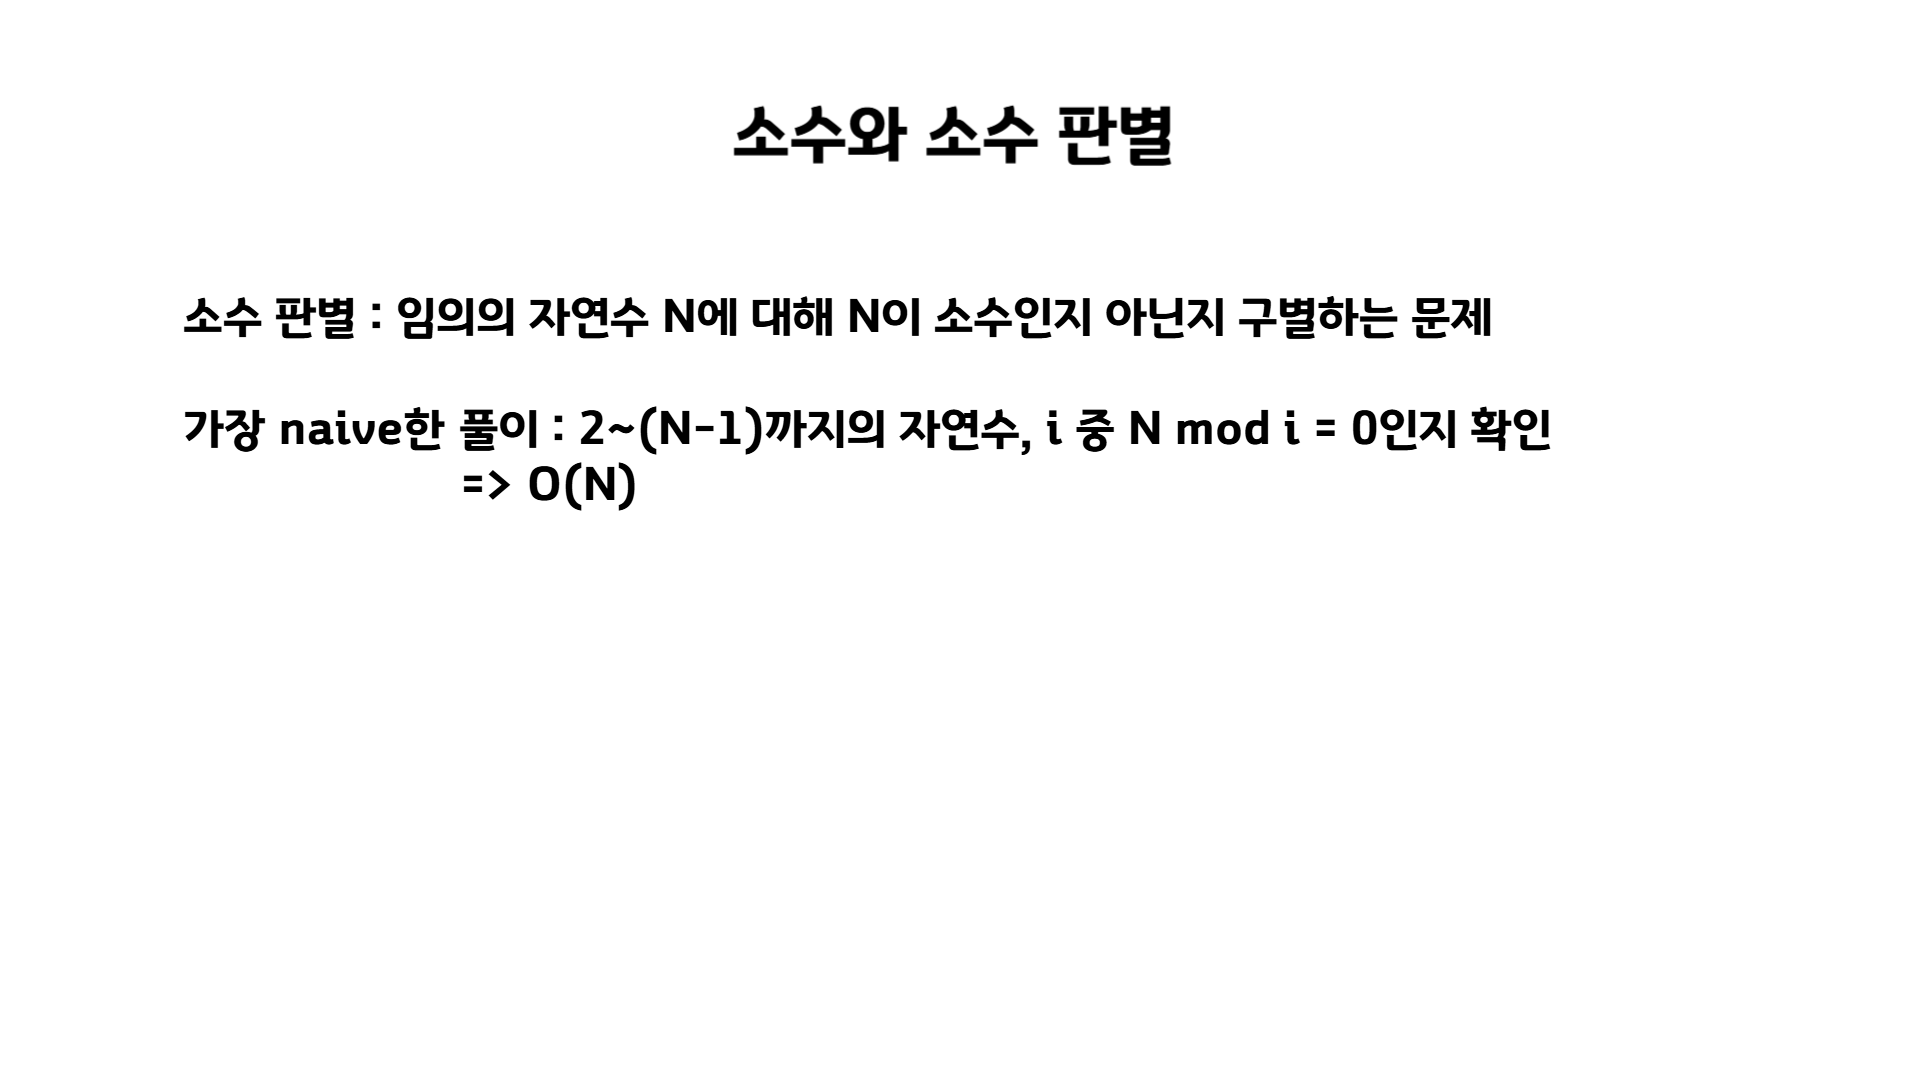 소수와 소수 판별
소수 판별 : 임의의 자연수 N에 대해 N이 소수인지 아닌지 구별하는 문제
가장 naive한 풀이 : 2~(N-1)까지의 자연수, i 중 N mod i = 0인지 확인
=> O(N)